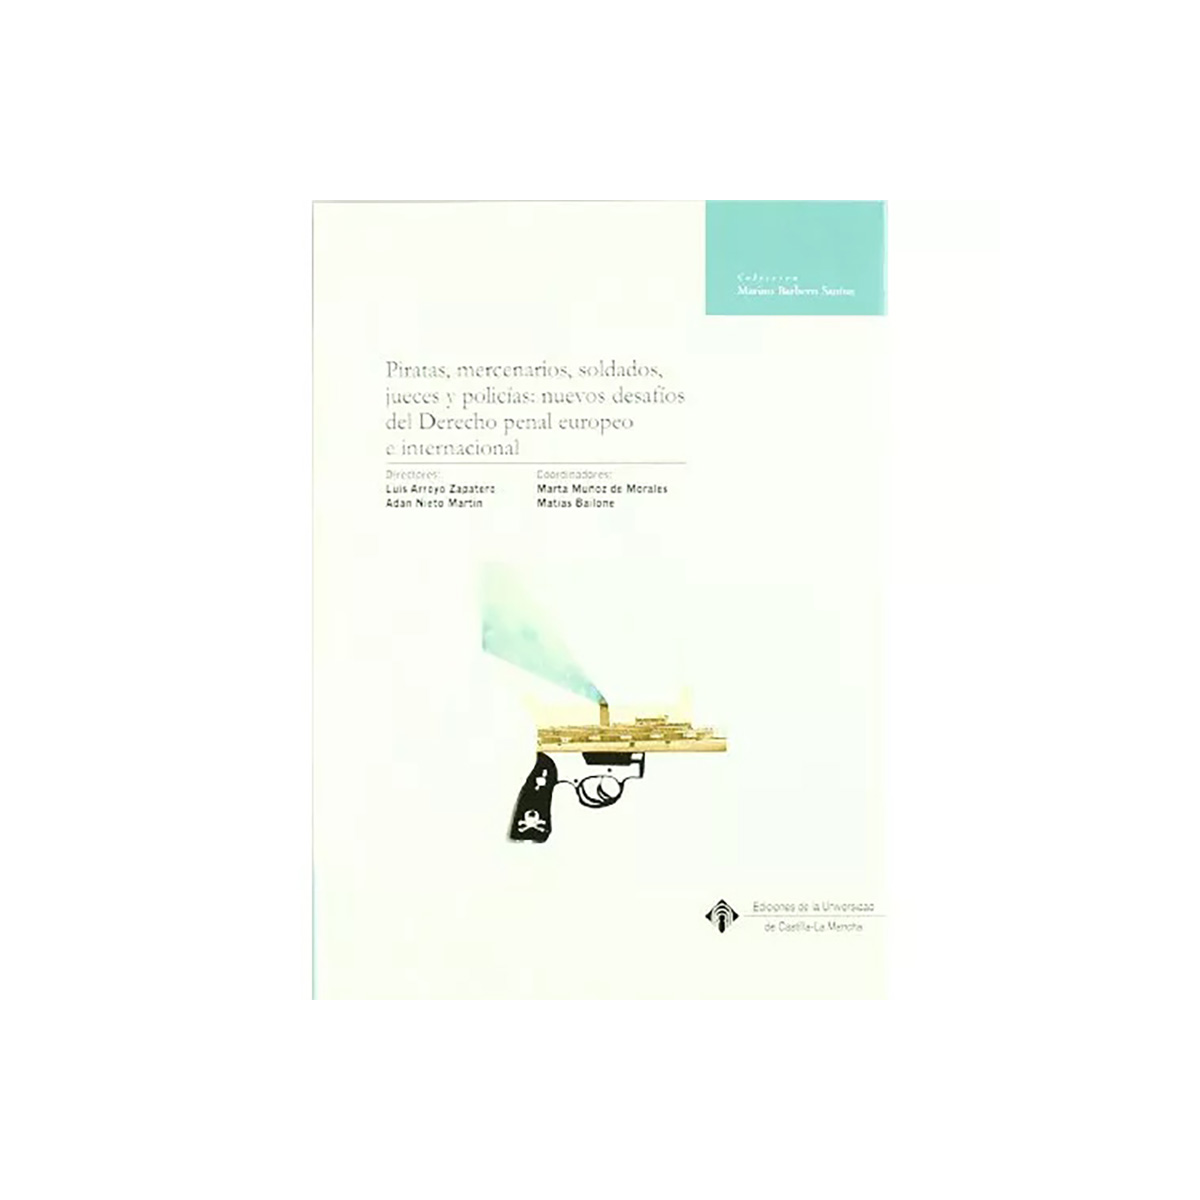 Colección
Marino Barbero Santos
Piratas, mercenarios, soldados,
jueces y policías: nuevos desafíos
del Derecho penal europeo
e internacional
Directores:
Luis Arroyo Zapatero
Adán Nieto Martín
Coordinadores:
Marta Muñoz de Morales
Matías Bailone
Ediciones de la Universidad
de Castilla-La Mancha